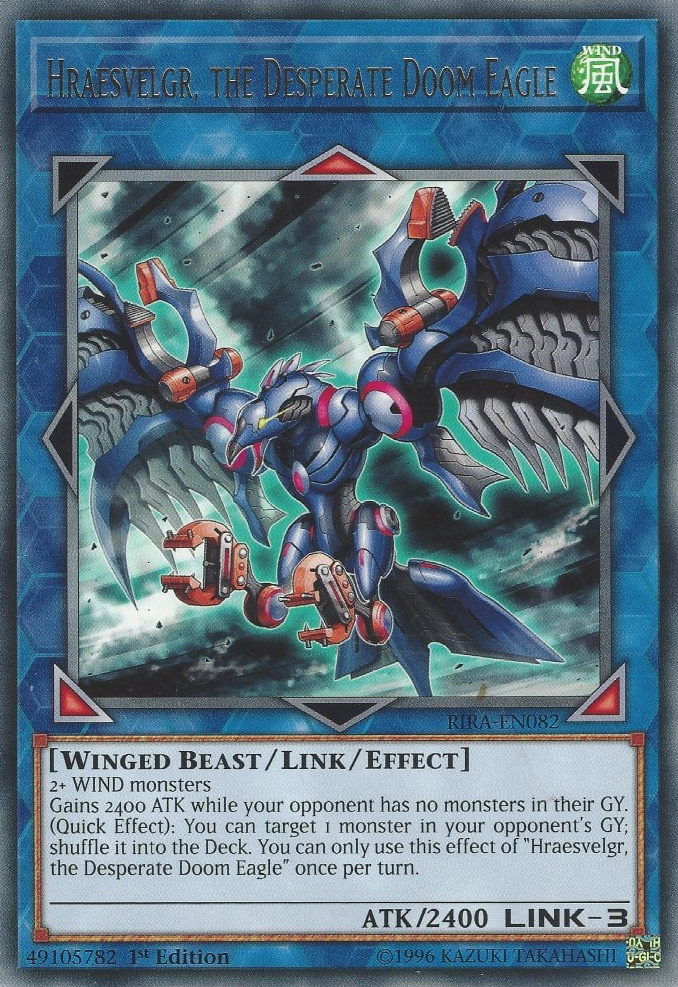 HRAESVELGR, THE DESPERATE DOOM EAGLE
WIND
風
RIRA-EN082
[WINGED BEAST/LINK/EFFECT]
2+ WIND monsters
Gains 2400 ATK while your opponent has no monsters in their GY.
(Quick Effect): You can target 1 monster in your opponent's GY;
shuffle it into the Deck. You can only use this effect of "Hraesvelgr,
the Desperate Doom Eagle" once per turn.
ATK/2400 LINK-3
49105782 1st Edition ©1996 KAZUKI TAKAHASHI